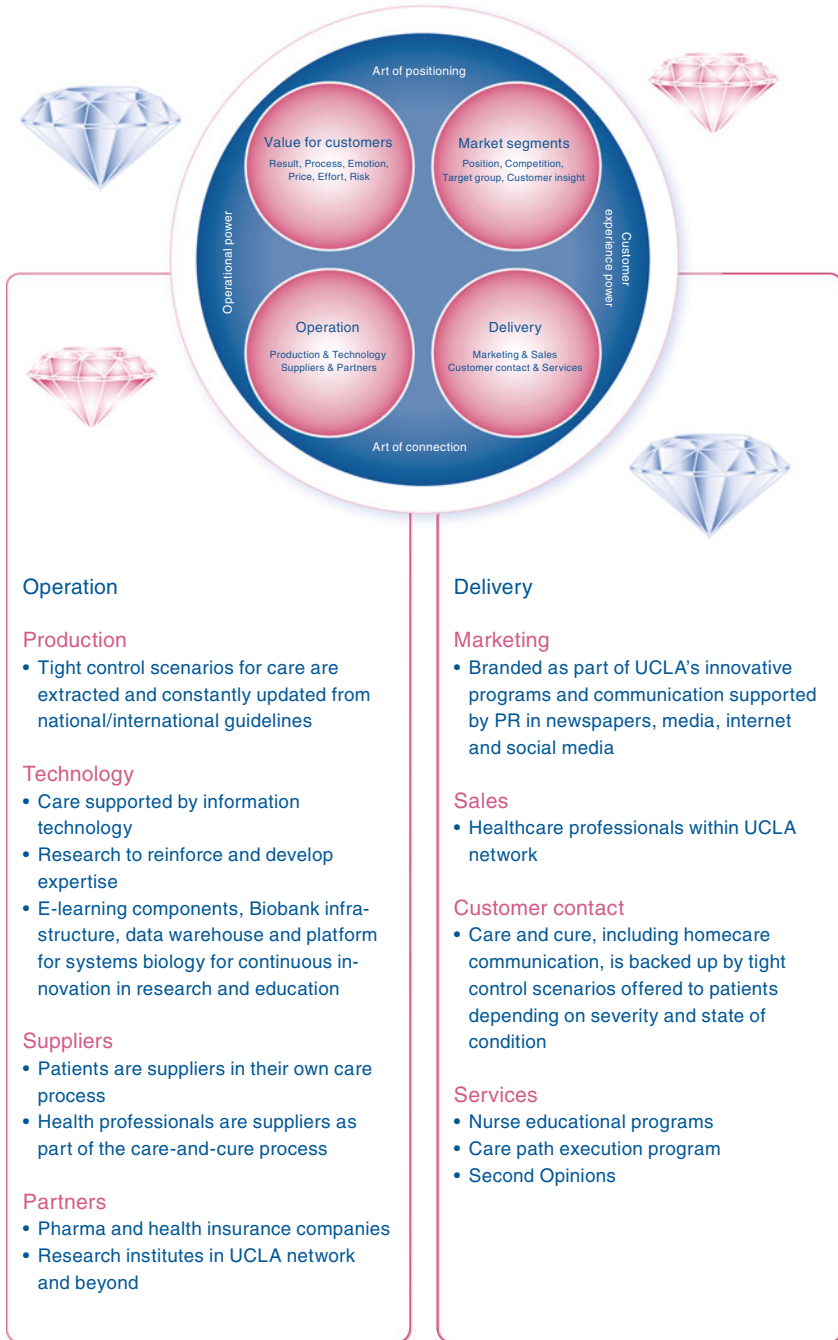 Art of positioning
Value for customers
Result, Process, Emotion,
Price, Effort, Risk
Market segments
Position, Competition,
Target group, Customer insight
Operational power
Customer
experience power
Operation
Production & Technology
Suppliers & Partners
Delivery
Marketing & Sales
Customer contact & Services
Art of connection
Operation
Production
• Tight control scenarios for care are
extracted and constantly updated from
national/international guidelines
Technology
• Care supported by information
technology
• Research to reinforce and develop
expertise
• E-learning components, Biobank infra-
structure, data warehouse and platform
for systems biology for continuous in-
novation in research and education
Suppliers
• Patients are suppliers in their own care
process
• Health professionals are suppliers as
part of the care-and-cure process
Partners
• Pharma and health insurance companies
• Research institutes in UCLA network
and beyond
Delivery
Marketing
• Branded as part of UCLA’s innovative
programs and communication supported
by PR in newspapers, media, internet
and social media
Sales
• Healthcare professionals within UCLA
network
Customer contact
• Care and cure, including homecare
communication, is backed up by tight
control scenarios offered to patients
depending on severity and state of
condition
Services
• Nurse educational programs
• Care path execution program
• Second Opinions